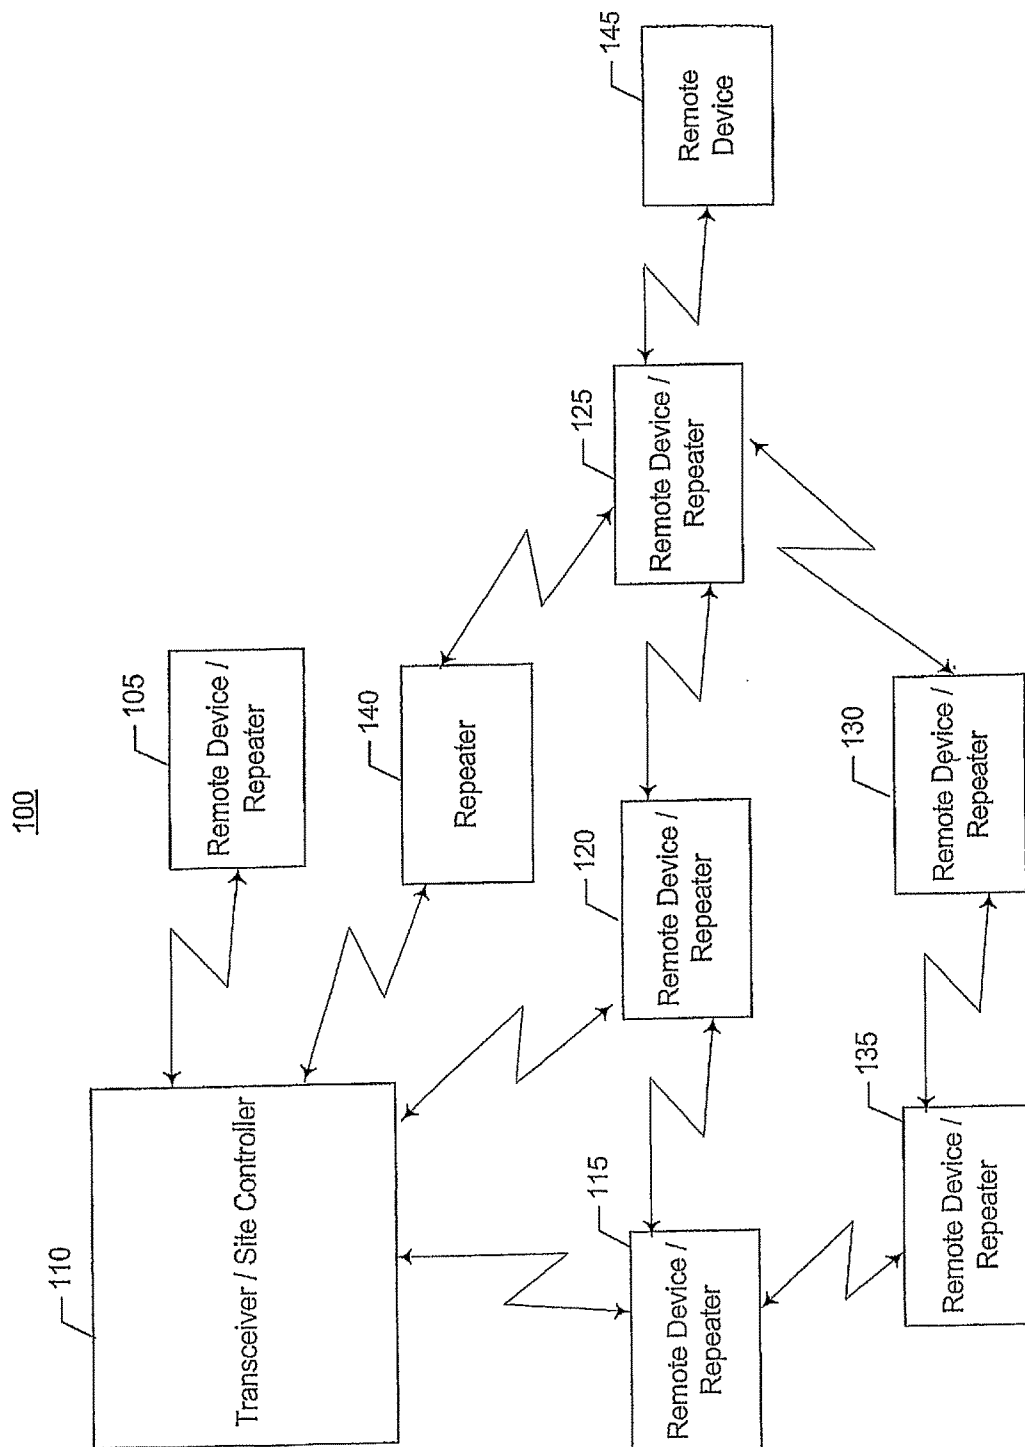 100
110
Transceiver / Site Controller
105
Remote Device /
Repeater
140
Repeater
115
Remote Device /
Repeater
120
Remote Device /
Repeater
125
Remote Device /
Repeater
145
Remote
Device
135
Remote Device /
Repeater
130
Remote Device /
Repeater